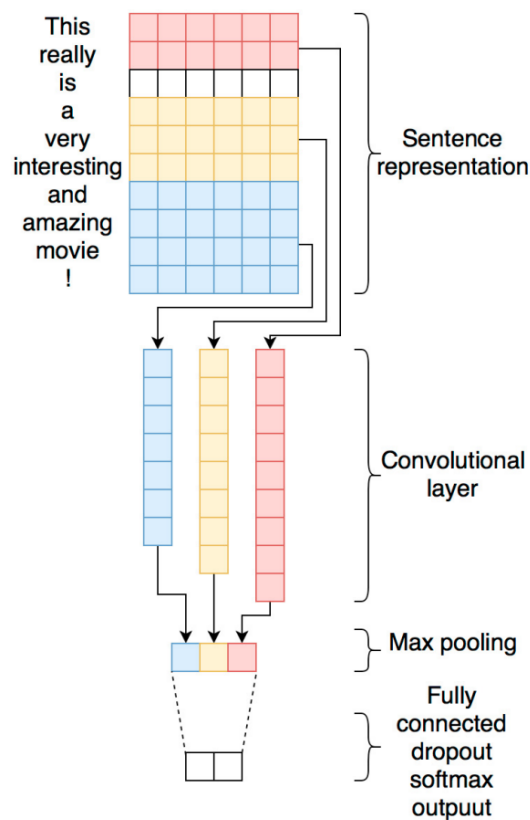 This
really
is
a
very
interesting
and
amazing
movie
!
Sentence
representation
Convolutional
layer
Max pooling
Fully
connected
dropout
softmax
outpuut